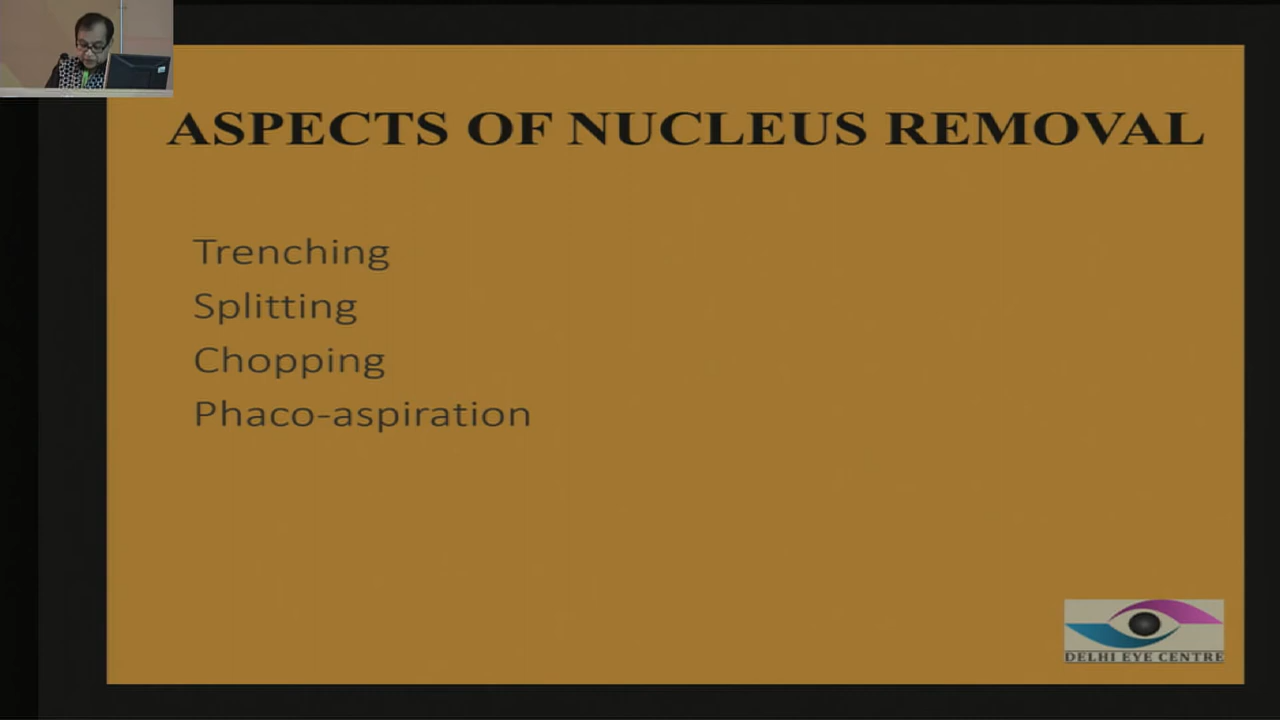 ASPECTS OF NUCLEUS REMOVAL
Trenching
Splitting
Chopping
Phaco-aspiration
DELHI EYE CENTRE